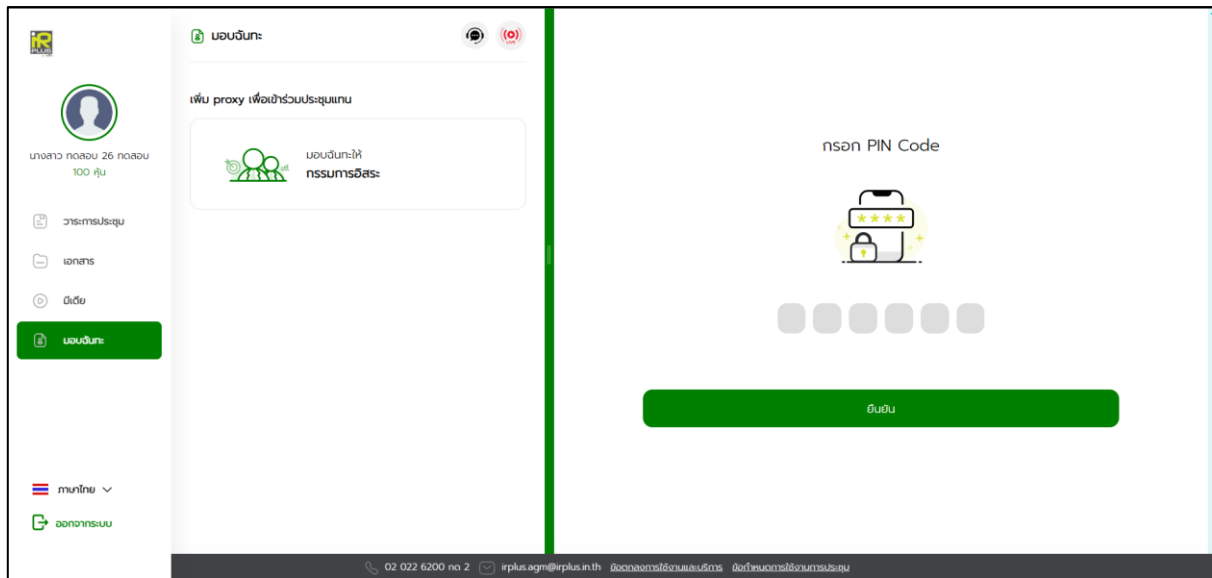 iR
PLUS
นางสาว ทดสอบ 26 ทดสอบ
100 หุ้น
วาระการประชุม
เอกสาร
มีเดีย
มอบฉันทะ
ภาษาไทย
ออกจากระบบ
มอบฉันทะ
LIVE
เพิ่ม proxy เพื่อเข้าร่วมประชุมแทน
มอบฉันทะให้
กรรมการอิสระ
กรอก PIN Code
****
ยืนยัน
02 022 6200 กด 2 irplus.agm@irplus.in.th ข้อตกลงการใช้งานและบริการ ข้อกำหนดการใช้งานการประชุม